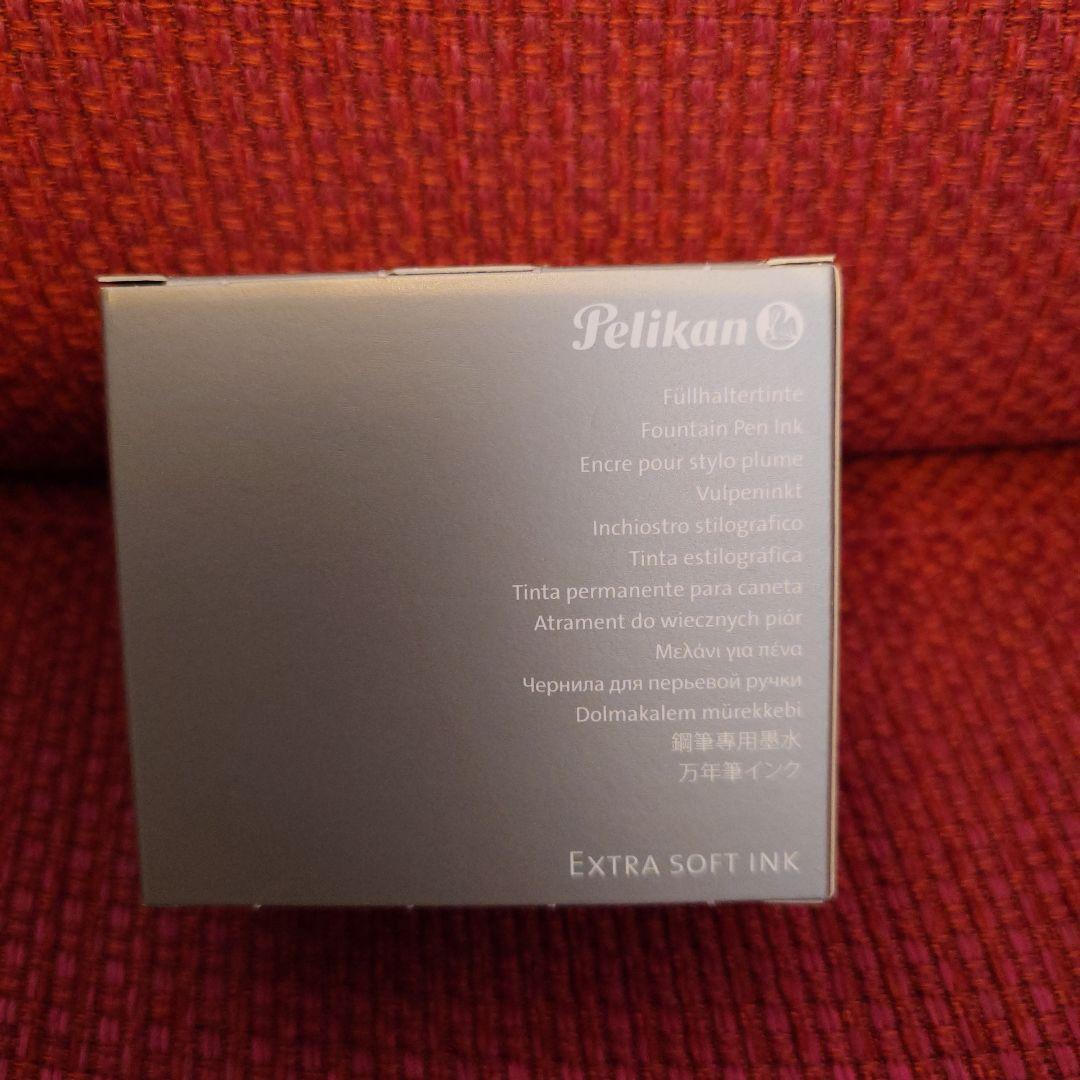 Pelikan
Füllhaltertinte
Fountain Pen Ink
Encre pour stylo plume
Vulpeninkt
Inchiostro stilografico
Tinta estilográfica
Tinta permanente para caneta
Atrament do wiecznych piór
Μελάνι για πένα
Чернила для перьевой ручки
Dolmakalem mürekkebi
鋼筆專用墨水
万年筆インク
EXTRA SOFT INK